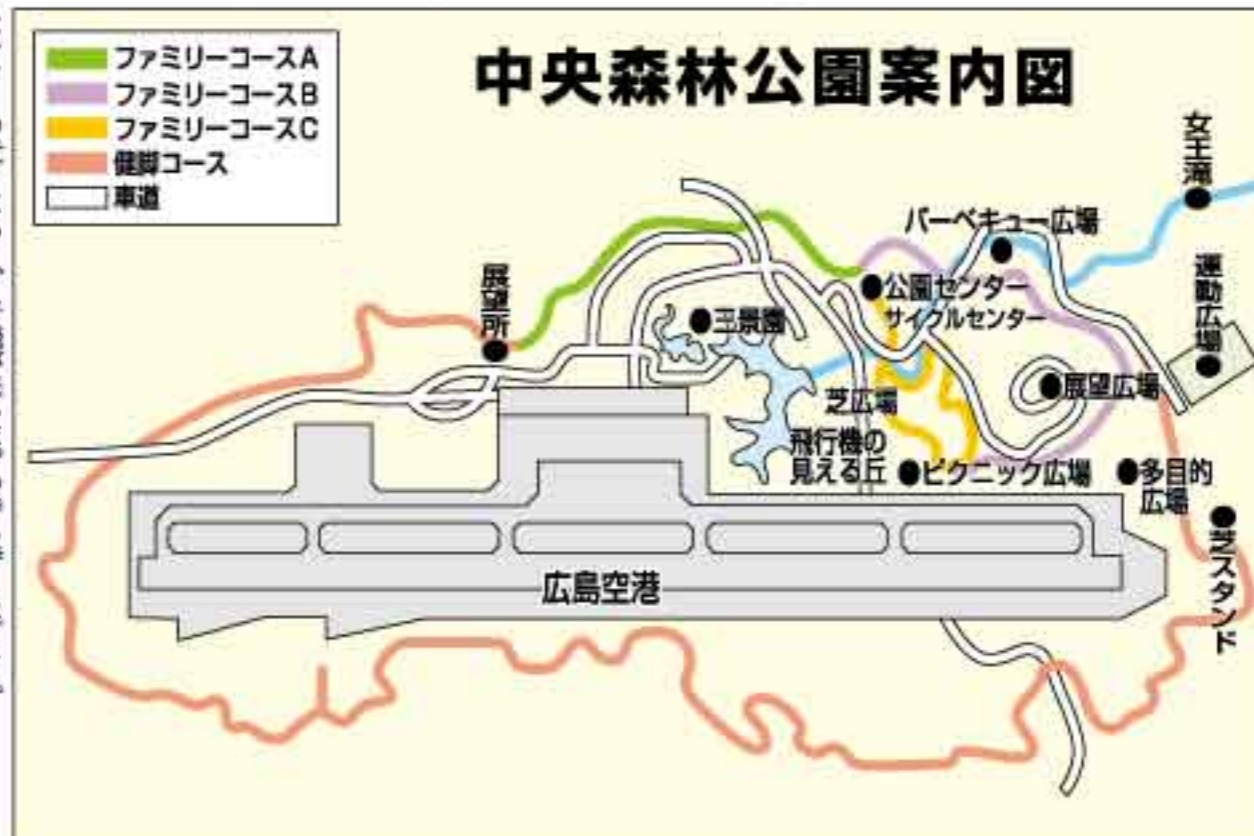 中央森林公園案内図
ファミリーコースA
ファミリーコースB
ファミリーコースC
健脚コース
車道
女王滝
バーベキュー広場
運動広場
展望所
公園センター
サイクルセンター
三景園
展望広場
芝広場
飛行機の
見える丘
ピクニック広場
多目的
広場
芝スタンド
広島空港